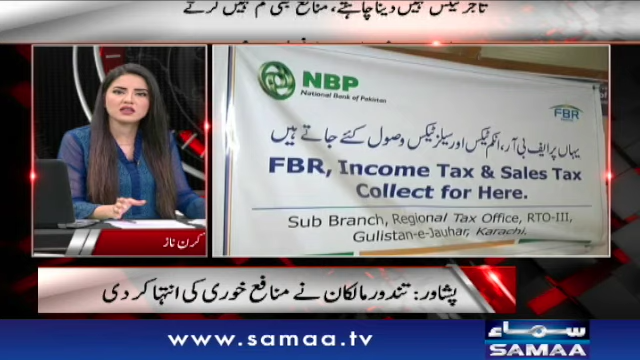 تاجر ٹیکس نہیں دینا چاہتے، منافع بھی کم نہیں کرتے
NBP
National Bank of Pakistan
FBR
یہاں پر ایف بی آر، انکم ٹیکس اور سیلز ٹیکس وصول کئے جاتے ہیں
FBR, Income Tax & Sales Tax
Collect for Here.
Sub Branch, Regional Tax Office, RTO-III,
Gulistan-e-Jauhar, Karachi.
کرن ناز
پشاور: تندور مالکان نے منافع خوری کی انتہا کر دی
www.samaa.tv
سماء
SAMAA